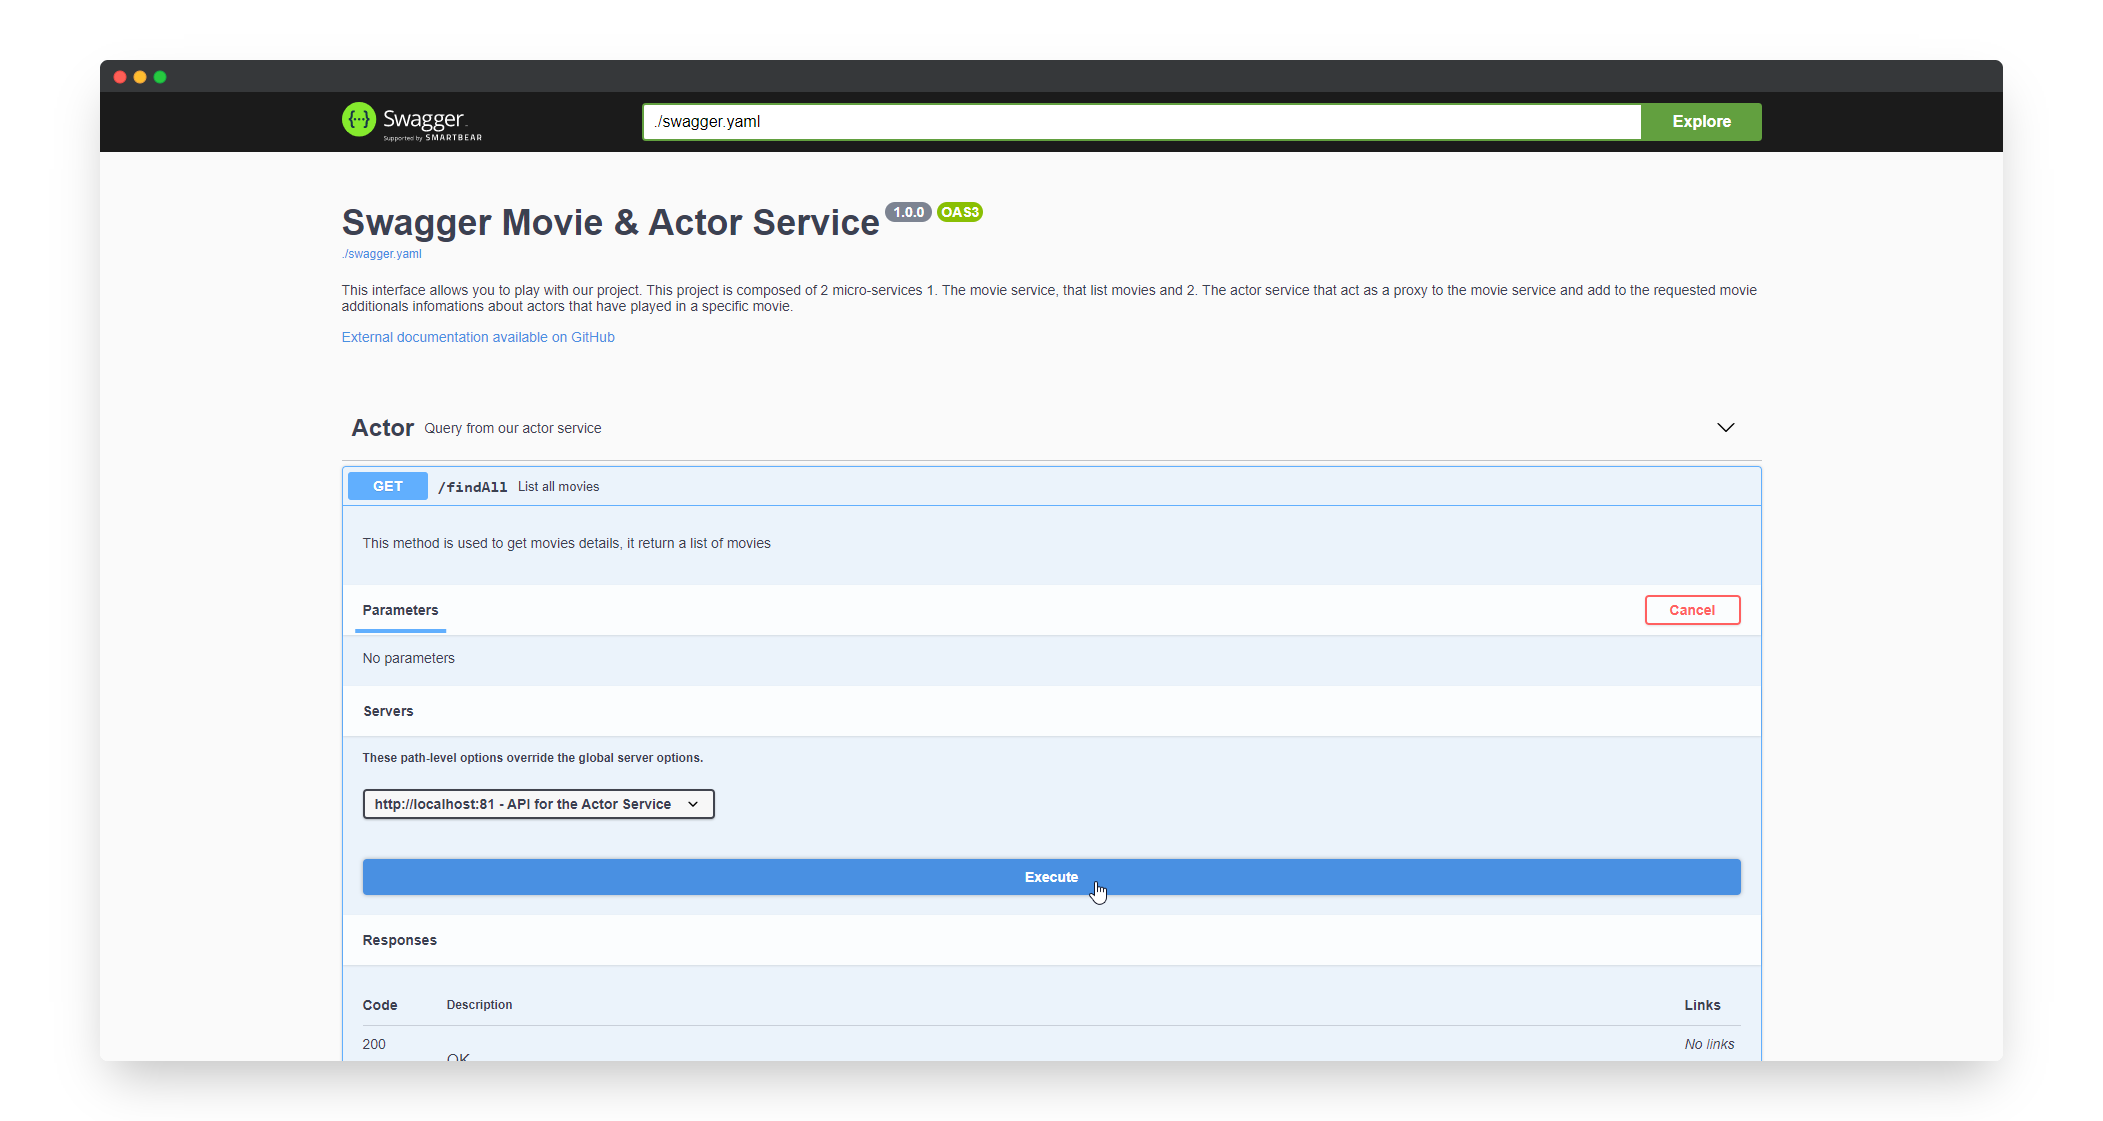 Swagger
Supported by SMARTBEAR
./swagger.yaml
Explore
Swagger Movie & Actor Service 1.0.0 OAS3
./swagger.yaml
This interface allows you to play with our project. This project is composed of 2 micro-services 1. The movie service, that list movies and 2. The actor service that act as a proxy to the movie service and add to the requested movie
additionals infomations about actors that have played in a specific movie.
External documentation available on GitHub
Actor Query from our actor service
GET /findAll List all movies
This method is used to get movies details, it return a list of movies
Parameters
Cancel
No parameters
Servers
These path-level options override the global server options.
http://localhost:81 - API for the Actor Service
Execute
Responses
Code Description Links
200 No links
OK